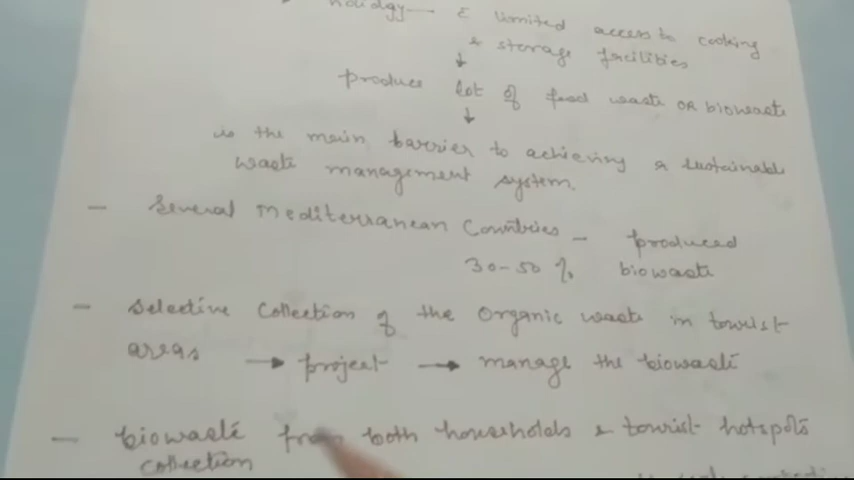 & limited access to cooking
& storage facilities
↓
produce lot of food waste OR biowaste
↓
is the main barrier to achieving a sustainable
waste management system.
- Several Mediterranean Countries - produced
30-50 % biowaste
- Selective Collection of the Organic waste in tourist
areas → project → manage the biowaste
- biowaste from both households & tourist hotspots
collection